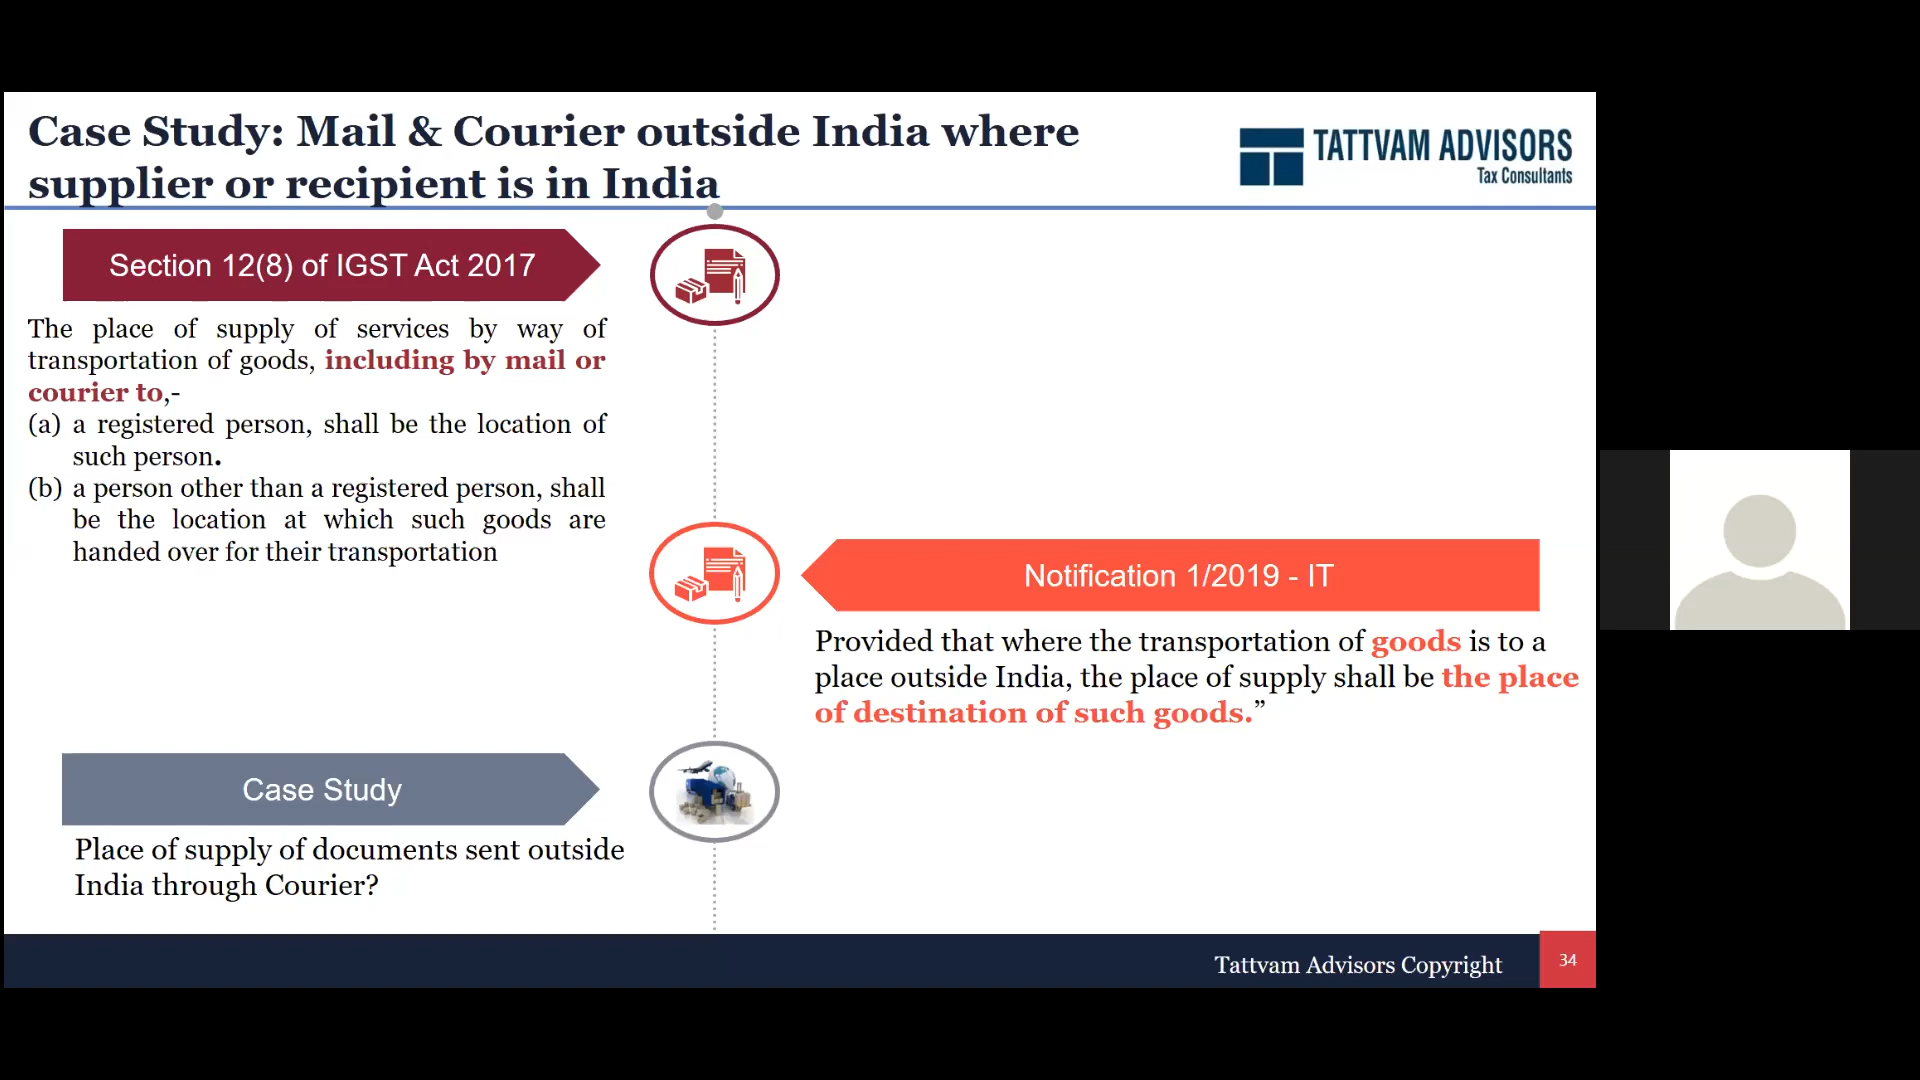 Case Study: Mail & Courier outside India where
supplier or recipient is in India
TATTVAM ADVISORS
Tax Consultants
Section 12(8) of IGST Act 2017
The place of supply of services by way of
transportation of goods, including by mail or
courier to,-
(a) a registered person, shall be the location of
such person.
(b) a person other than a registered person, shall
be the location at which such goods are
handed over for their transportation
Notification 1/2019 - IT
Provided that where the transportation of goods is to a
place outside India, the place of supply shall be the place
of destination of such goods.”
Case Study
Place of supply of documents sent outside
India through Courier?
Tattvam Advisors Copyright
34